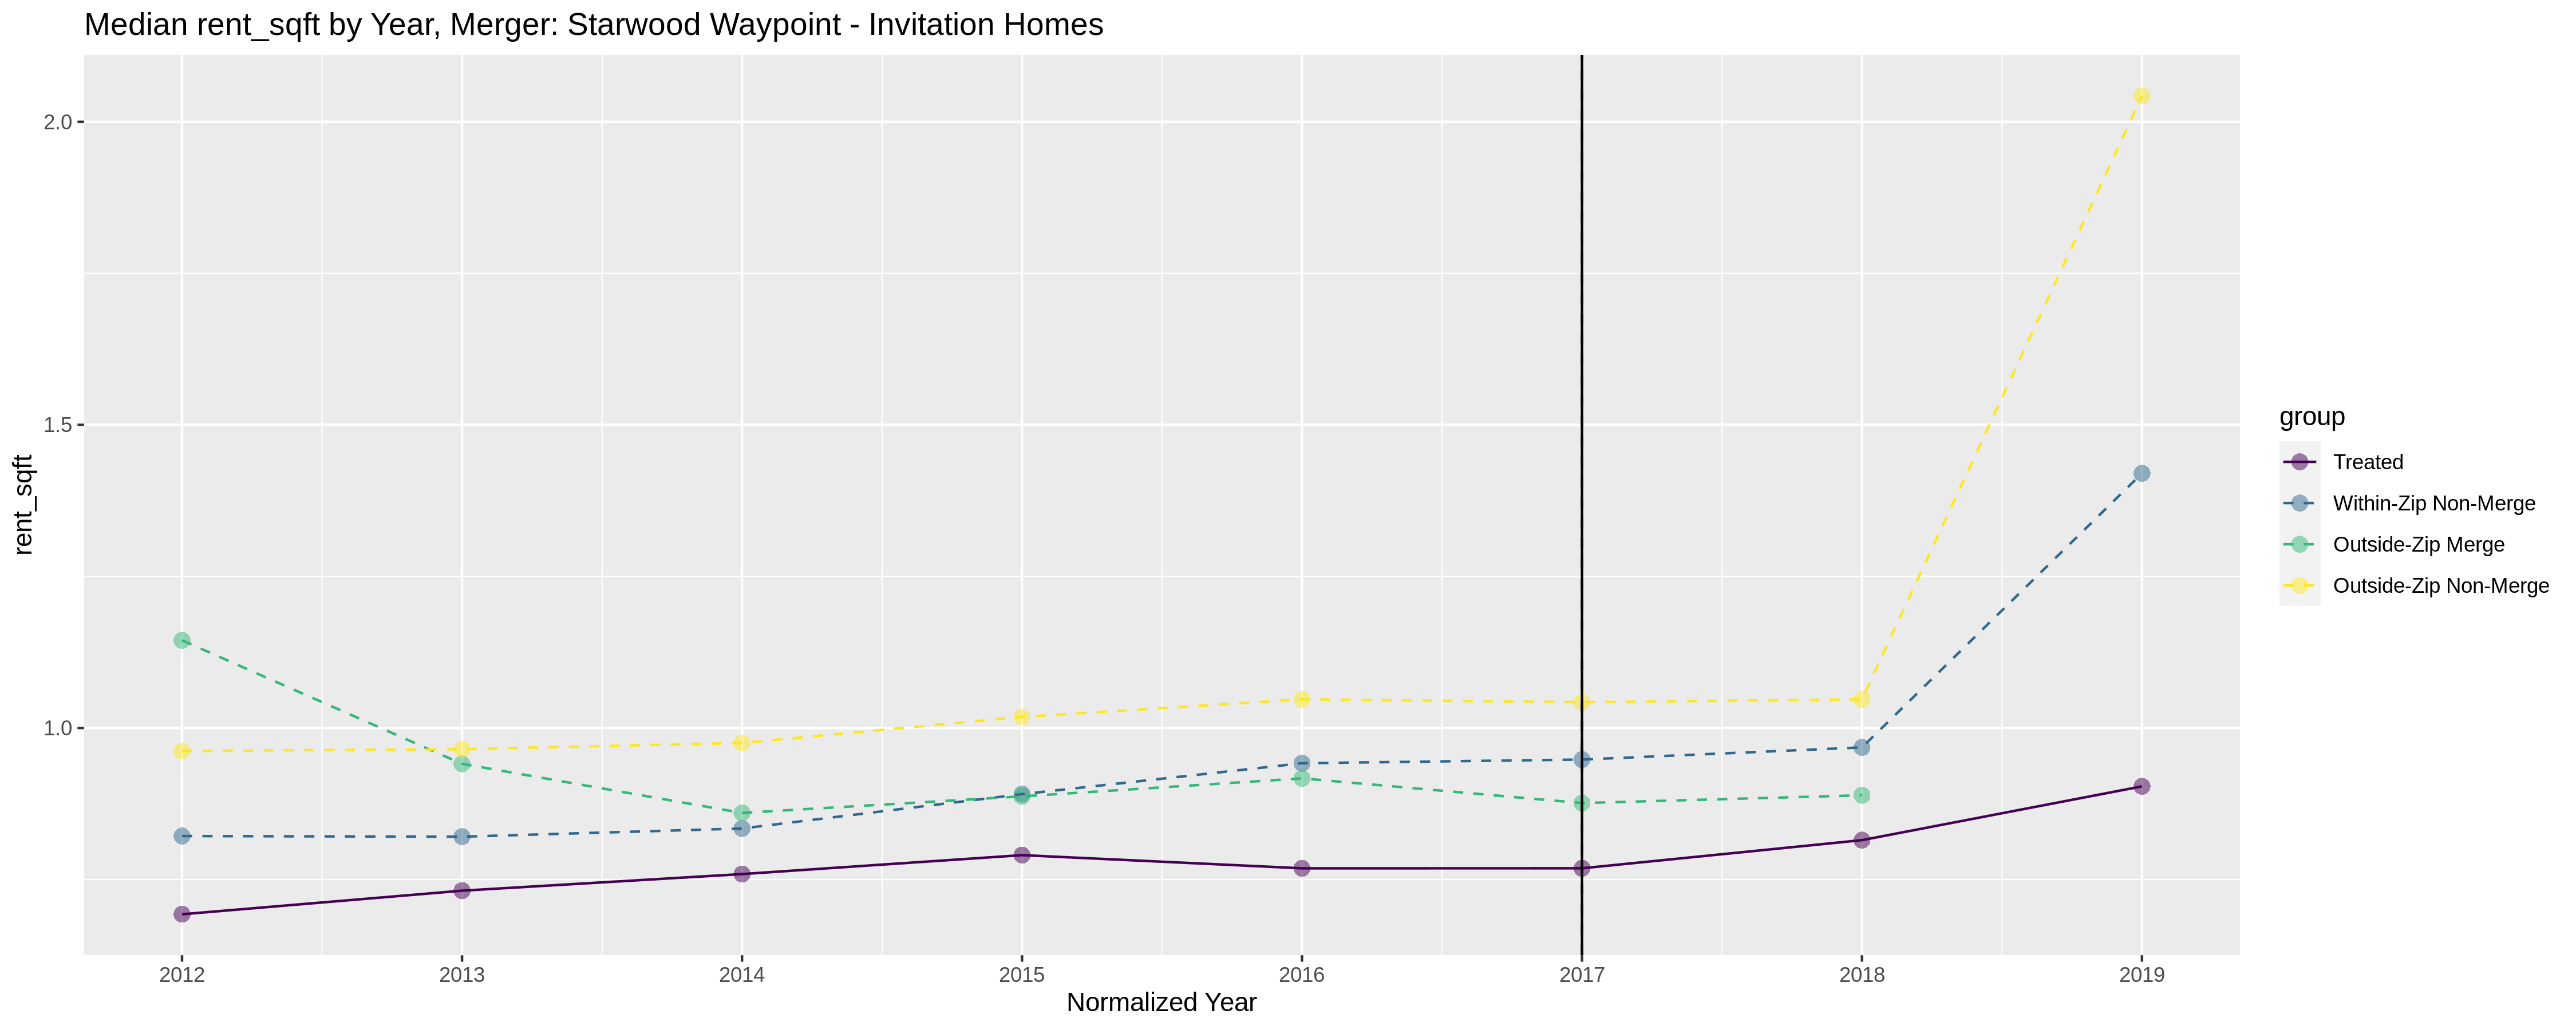 Median rent_sqft by Year, Merger: Starwood Waypoint - Invitation Homes
2.0
1.5
1.0
rent_sqft
2012 2013 2014 2015 2016 2017 2018 2019
Normalized Year
group
Treated
Within-Zip Non-Merge
Outside-Zip Merge
Outside-Zip Non-Merge